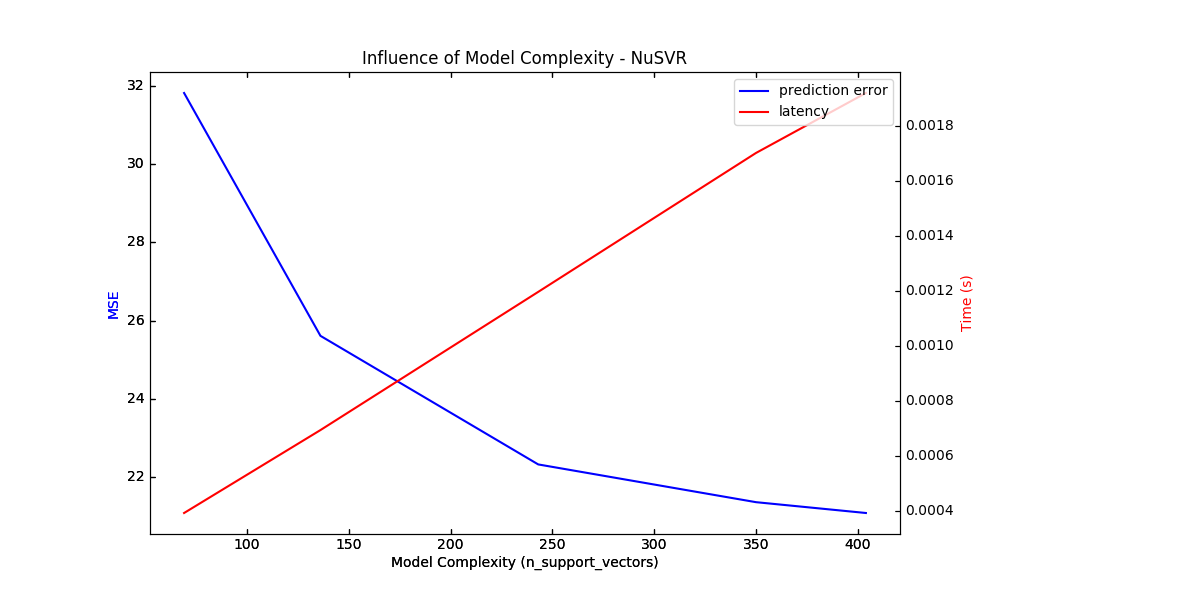 Influence of Model Complexity - NuSVR
prediction error
latency
32
30
28
26
24
22
MSE
0.0018
0.0016
0.0014
0.0012
0.0010
0.0008
0.0006
0.0004
Time (s)
100 150 200 250 300 350 400
Model Complexity (n_support_vectors)